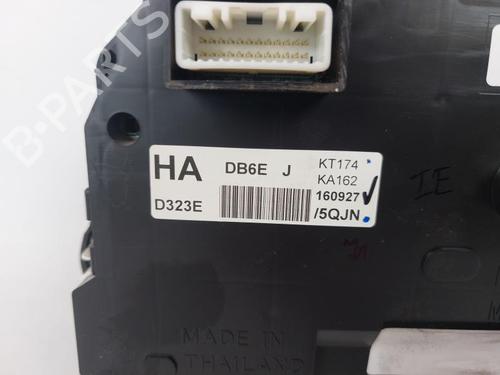 B-PARTS
HA DB6E J KT174
KA162
160927
D323E /5QJN
IE
MADE IN
THAILAND